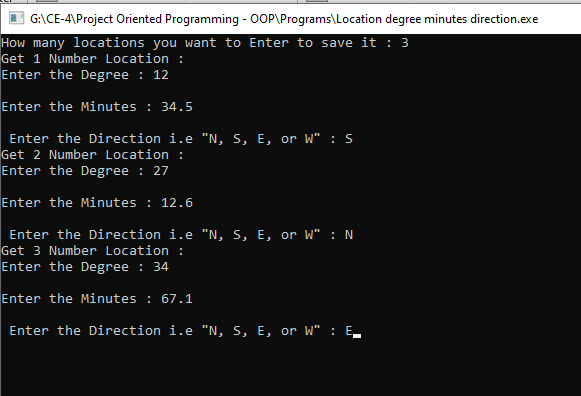 G:\CE-4\Project Oriented Programming - OOP\Programs\Location degree minutes direction.exe
How many locations you want to Enter to save it : 3
Get 1 Number Location :
Enter the Degree : 12
Enter the Minutes : 34.5
Enter the Direction i.e "N, S, E, or W" : S
Get 2 Number Location :
Enter the Degree : 27
Enter the Minutes : 12.6
Enter the Direction i.e "N, S, E, or W" : N
Get 3 Number Location :
Enter the Degree : 34
Enter the Minutes : 67.1
Enter the Direction i.e "N, S, E, or W" : E